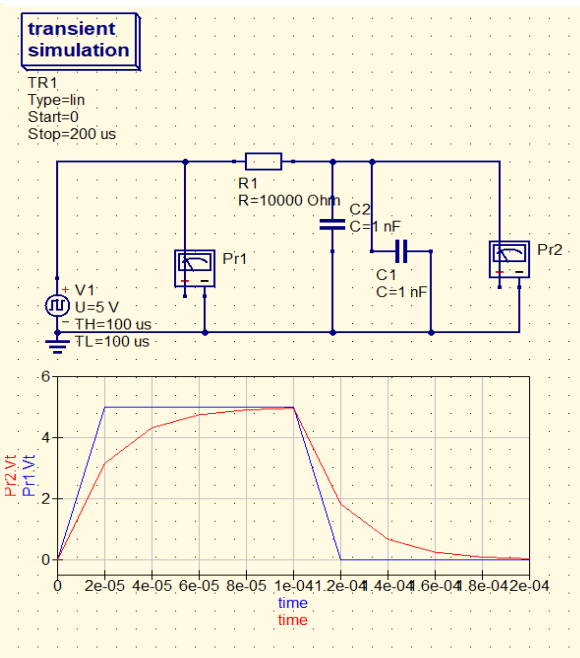 transient
simulation
TR1
Type=lin
Start=0
Stop=200 us
R1
R=10000 Ohm
C2
C=1 nF
Pr1
Pr2
C1
C=1 nF
+ V1
U=5 V
− TH=100 us
TL=100 us
+ −
+ −
6
4
2
0
Pr2.Vt
Pr1.Vt
0 2e-05 4e-05 6e-05 8e-05 1e-04 1.2e-04 1.4e-04 1.6e-04 1.8e-04 2e-04
time
time